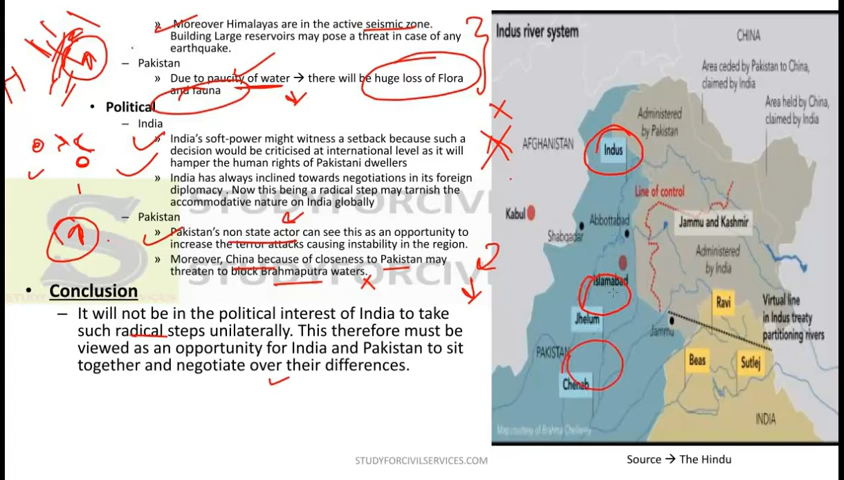 » Moreover Himalayas are in the active seismic zone.
Building Large reservoirs may pose a threat in case of any
earthquake.
– Pakistan
» Due to paucity of water → there will be huge loss of Flora
and fauna
• Political
– India
» India's soft-power might witness a setback because such a
decision would be criticised at international level as it will
hamper the human rights of Pakistani dwellers
» India has always inclined towards negotiations in its foreign
diplomacy . Now this being a radical step may tarnish the
accommodative nature on India globally
– Pakistan
» Pakistan's non state actor can see this as an opportunity to
increase the terror attacks causing instability in the region.
» Moreover, China because of closeness to Pakistan may
threaten to block Brahmaputra waters.
• Conclusion
– It will not be in the political interest of India to take
such radical steps unilaterally. This therefore must be
viewed as an opportunity for India and Pakistan to sit
together and negotiate over their differences.
STUDYFORCIVILSERVICES.COM
Indus river system
CHINA
Area ceded by Pakistan to China,
claimed by India
Area held by China,
claimed by India
Administered
by Pakistan
AFGHANISTAN
Indus
Line of control
Kabul
Abbottabad
Shabqadar
Jammu and Kashmir
Administered
by India
Islamabad
Ravi
Virtual line
in Indus treaty
partitioning rivers
Jhelum
Jammu
PAKISTAN
Beas
Sutlej
Chenab
INDIA
Map courtesy of Brahma Chellaney
Source → The Hindu